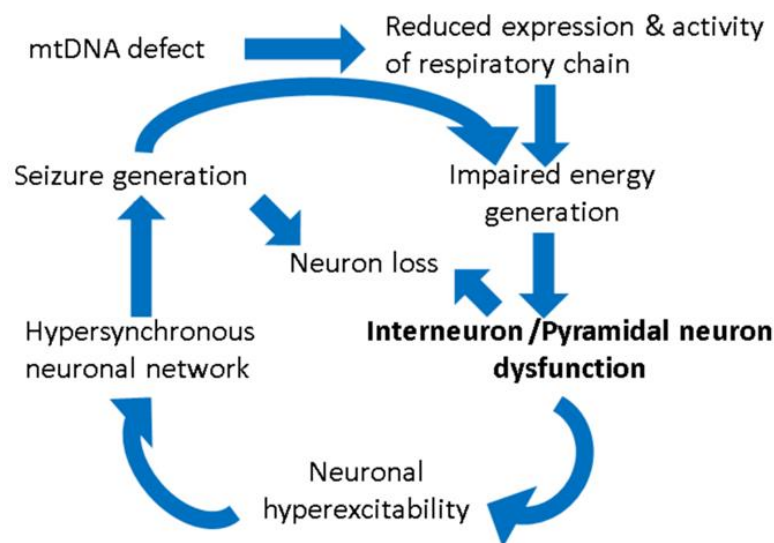 mtDNA defect
Reduced expression & activity
of respiratory chain
Seizure generation
Impaired energy
generation
Neuron loss
Hypersynchronous
neuronal network
Interneuron/Pyramidal neuron
dysfunction
Neuronal
hyperexcitability